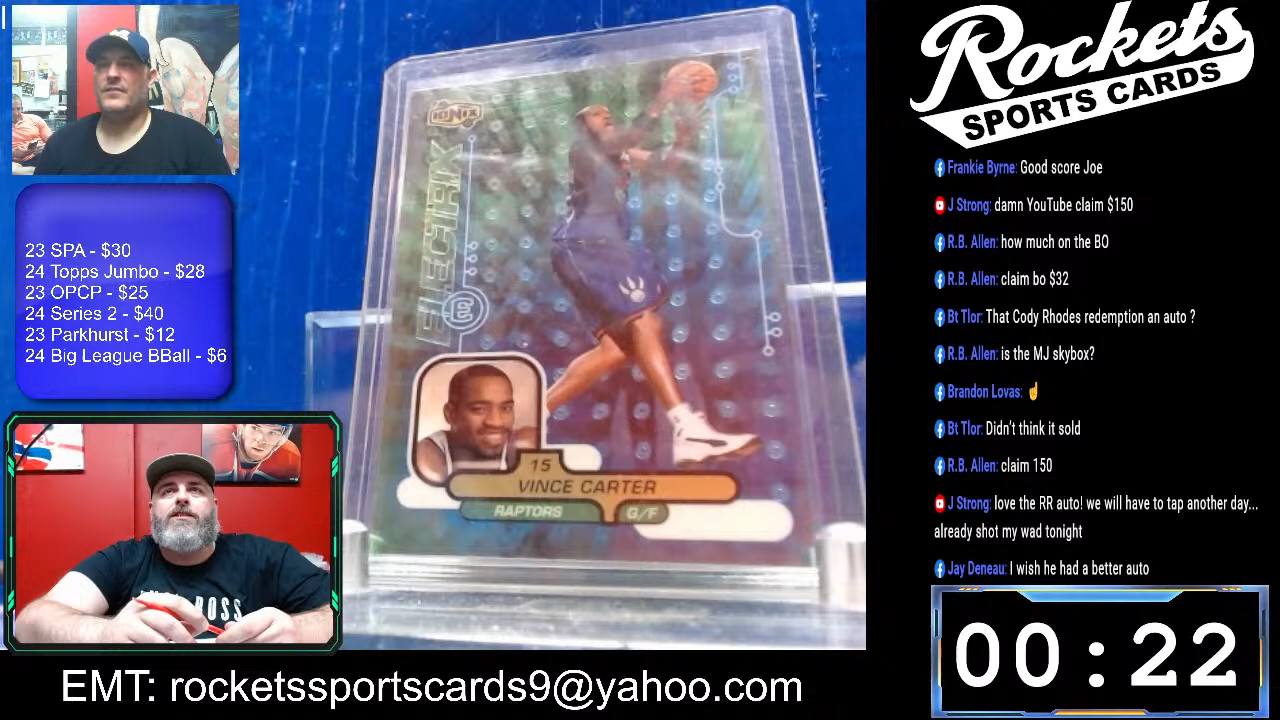 23 SPA - $30
24 Topps Jumbo - $28
23 OPCP - $25
24 Series 2 - $40
23 Parkhurst - $12
24 Big League BBall - $6
IONIX
ELECTRIX
E
15
VINCE CARTER
RAPTORS G/F
Rockets
SPORTS CARDS
Frankie Byrne: Good score Joe
J Strong: damn YouTube claim $150
R.B. Allen: how much on the BO
R.B. Allen: claim bo $32
Bt Tlor: That Cody Rhodes redemption an auto ?
R.B. Allen: is the MJ skybox?
Brandon Lovas: ☝
Bt Tlor: Didn't think it sold
R.B. Allen: claim 150
J Strong: love the RR auto! we will have to tap another day...
already shot my wad tonight
Jay Deneau: I wish he had a better auto
00 : 22
EMT: rocketssportscards9@yahoo.com